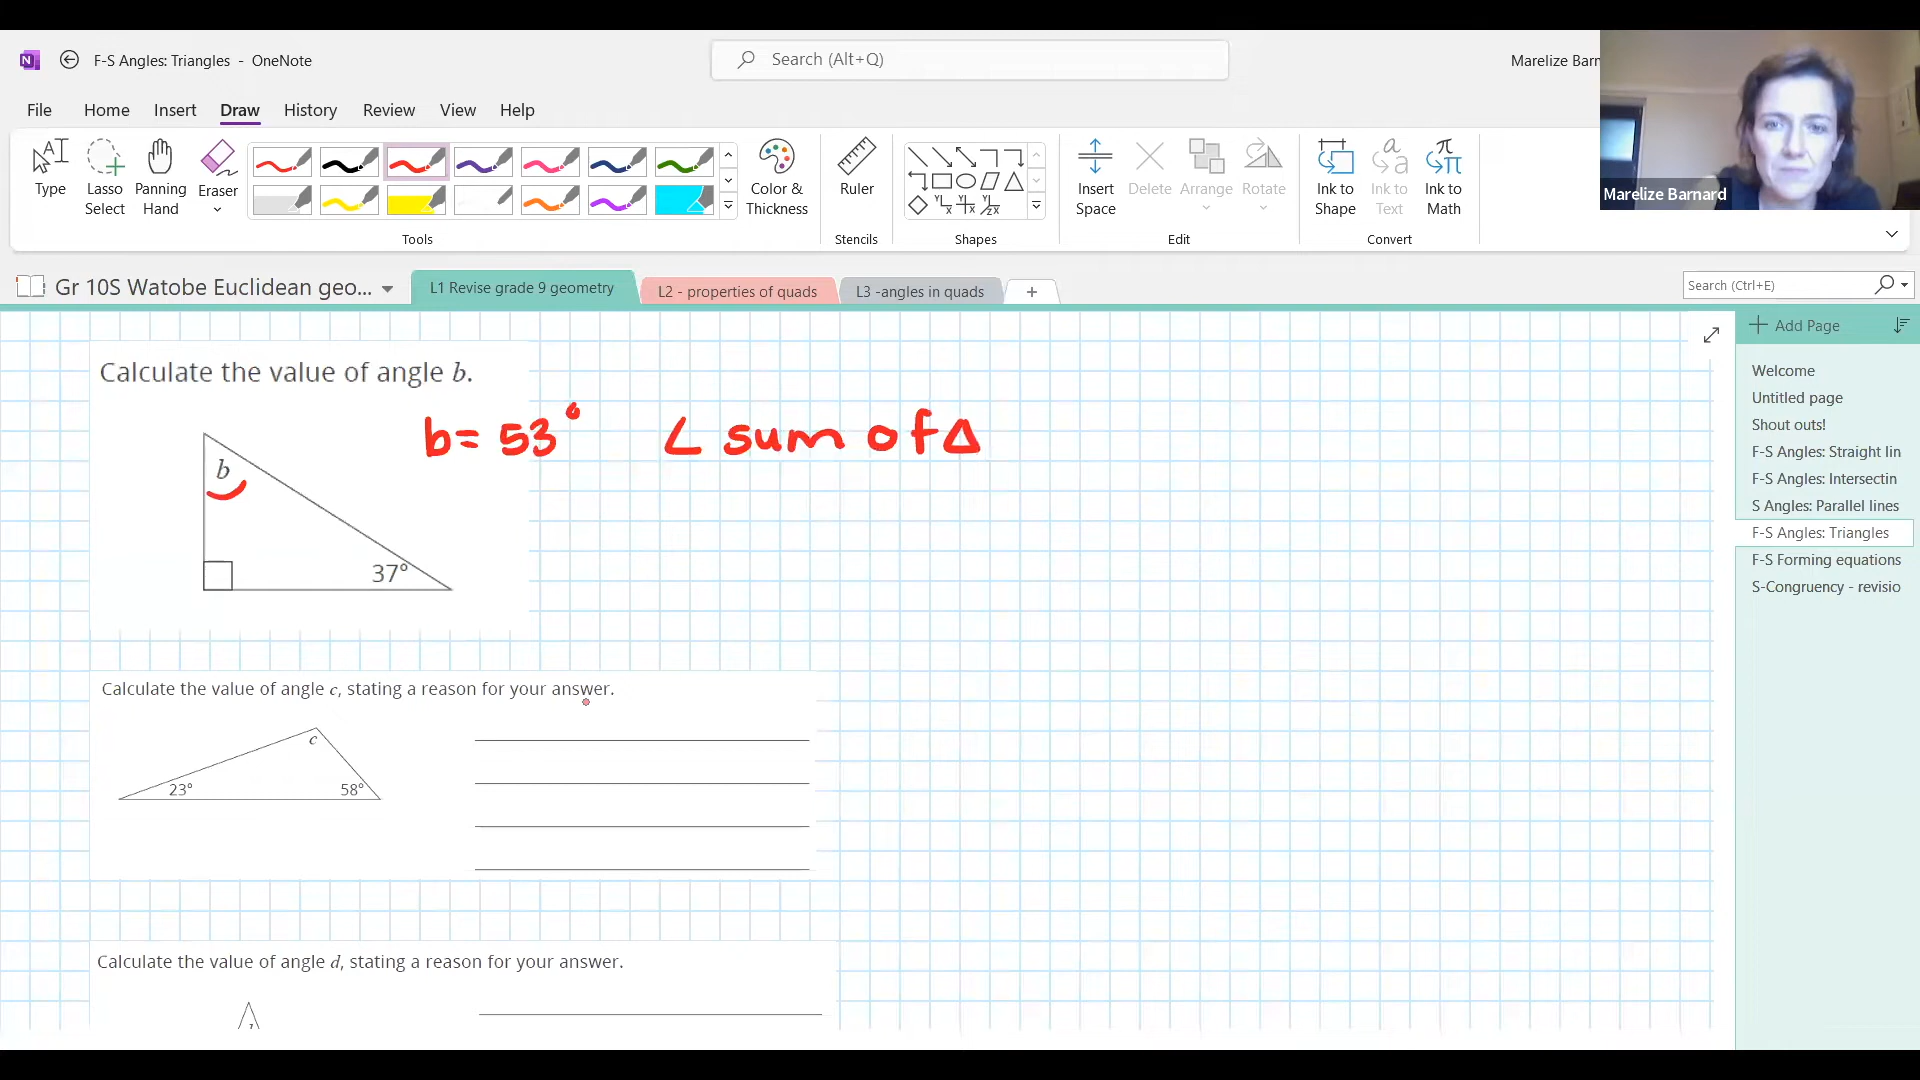 F-S Angles: Triangles - OneNote
Search (Alt+Q)
Marelize Barn
File Home Insert Draw History Review View Help
Type
Lasso Select
Panning Hand
Eraser
Color & Thickness
Ruler
Insert Space
Delete
Arrange
Rotate
Ink to Shape
Ink to Text
Ink to Math
Marelize Barnard
Tools
Stencils
Shapes
Edit
Convert
Gr 10S Watobe Euclidean geo...
L1 Revise grade 9 geometry
L2 - properties of quads
L3 -angles in quads
Search (Ctrl+E)
Add Page
Welcome
Untitled page
Shout outs!
F-S Angles: Straight lin
F-S Angles: Intersectin
S Angles: Parallel lines
F-S Angles: Triangles
F-S Forming equations
S-Congruency - revisio
Calculate the value of angle b.
b = 53° ∠ sum of Δ
b
37°
Calculate the value of angle c, stating a reason for your answer.
c
23°
58°
Calculate the value of angle d, stating a reason for your answer.